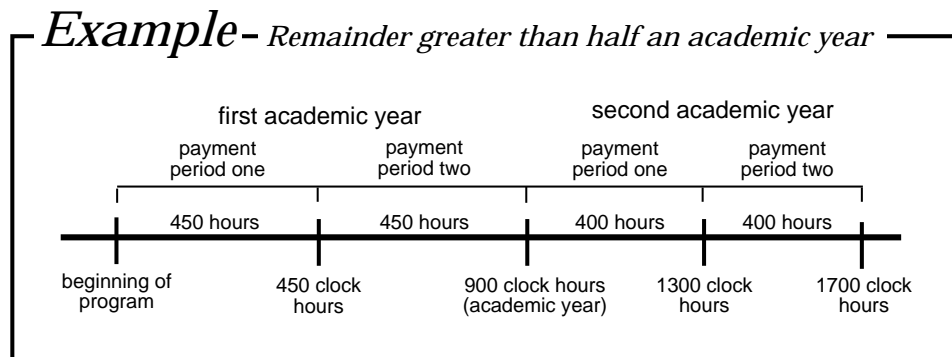 Example – Remainder greater than half an academic year
first academic year
second academic year
payment period one
payment period two
payment period one
payment period two
450 hours
450 hours
400 hours
400 hours
beginning of program
450 clock hours
900 clock hours (academic year)
1300 clock hours
1700 clock hours